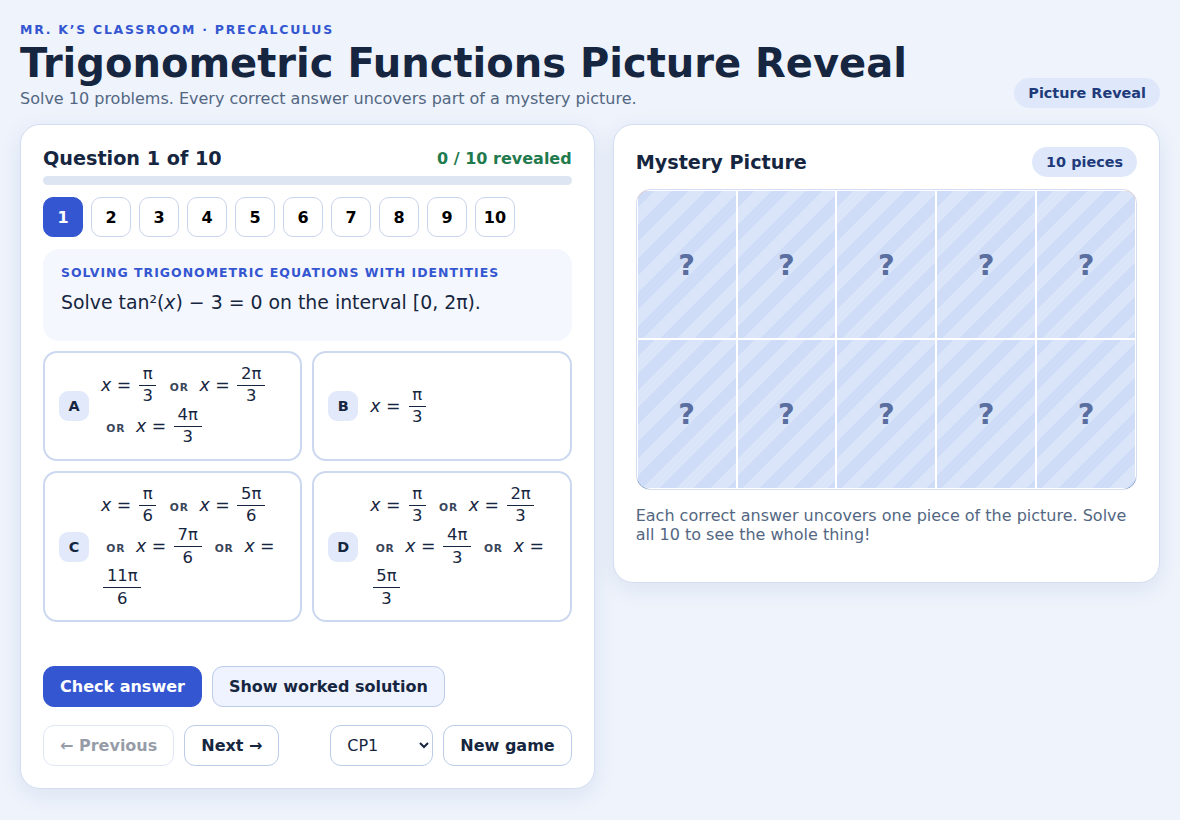 MR. K’S CLASSROOM · PRECALCULUS
Trigonometric Functions Picture Reveal
Solve 10 problems. Every correct answer uncovers part of a mystery picture.
Picture Reveal
Question 1 of 10
0 / 10 revealed
1 2 3 4 5 6 7 8 9 10
SOLVING TRIGONOMETRIC EQUATIONS WITH IDENTITIES
Solve tan²(x) − 3 = 0 on the interval [0, 2π).
A
x = π/3 OR x = 2π/3
OR x = 4π/3
B
x = π/3
C
x = π/6 OR x = 5π/6
OR x = 7π/6 OR x =
11π/6
D
x = π/3 OR x = 2π/3
OR x = 4π/3 OR x =
5π/3
Check answer
Show worked solution
← Previous
Next →
CP1
New game
Mystery Picture
10 pieces
? ? ? ? ?
? ? ? ? ?
Each correct answer uncovers one piece of the picture. Solve
all 10 to see the whole thing!